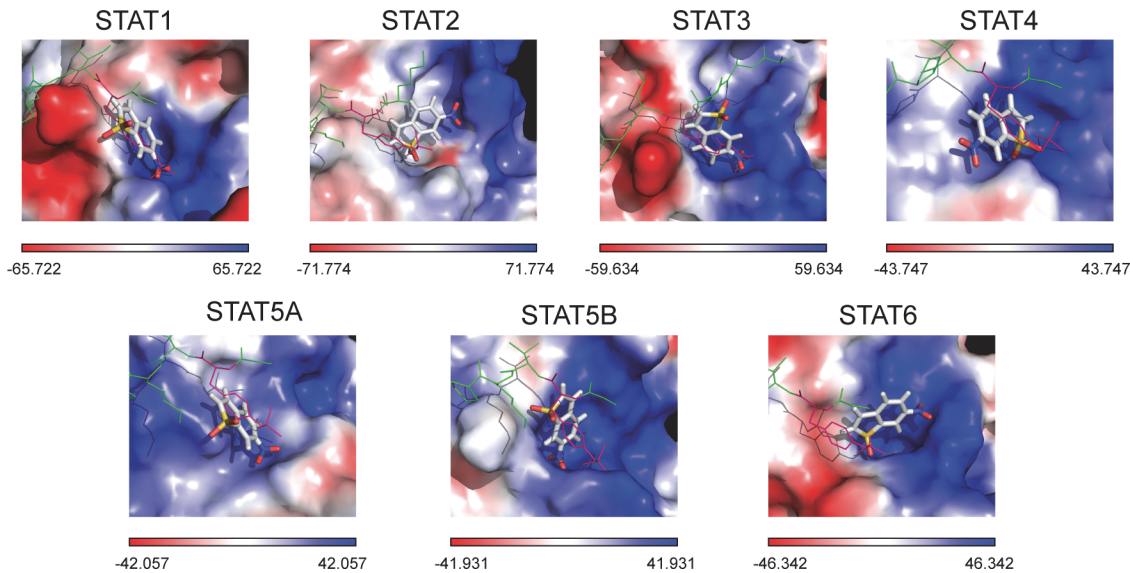 STAT1 STAT2 STAT3 STAT4
-65.722 65.722 -71.774 71.774 -59.634 59.634 -43.747 43.747
STAT5A STAT5B STAT6
-42.057 42.057 -41.931 41.931 -46.342 46.342